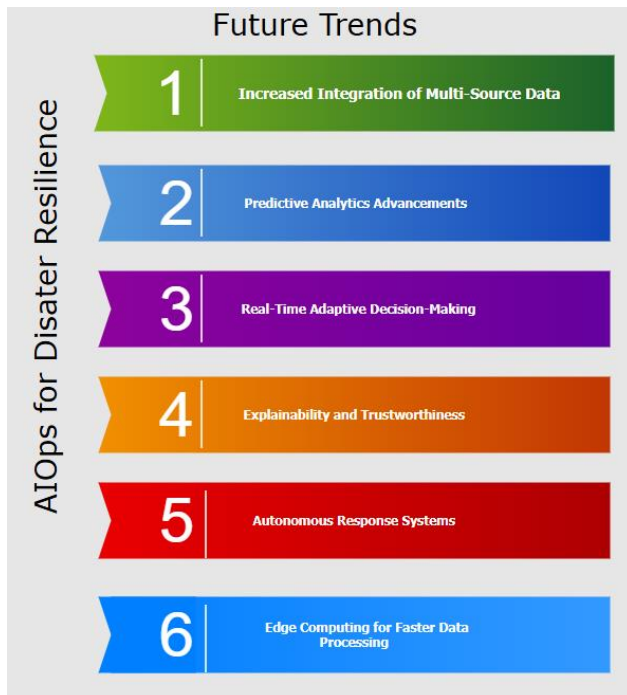 Future Trends
AIOps for Disater Resilience
1
Increased Integration of Multi-Source Data
2
Predictive Analytics Advancements
3
Real-Time Adaptive Decision-Making
4
Explainability and Trustworthiness
5
Autonomous Response Systems
6
Edge Computing for Faster Data
Processing